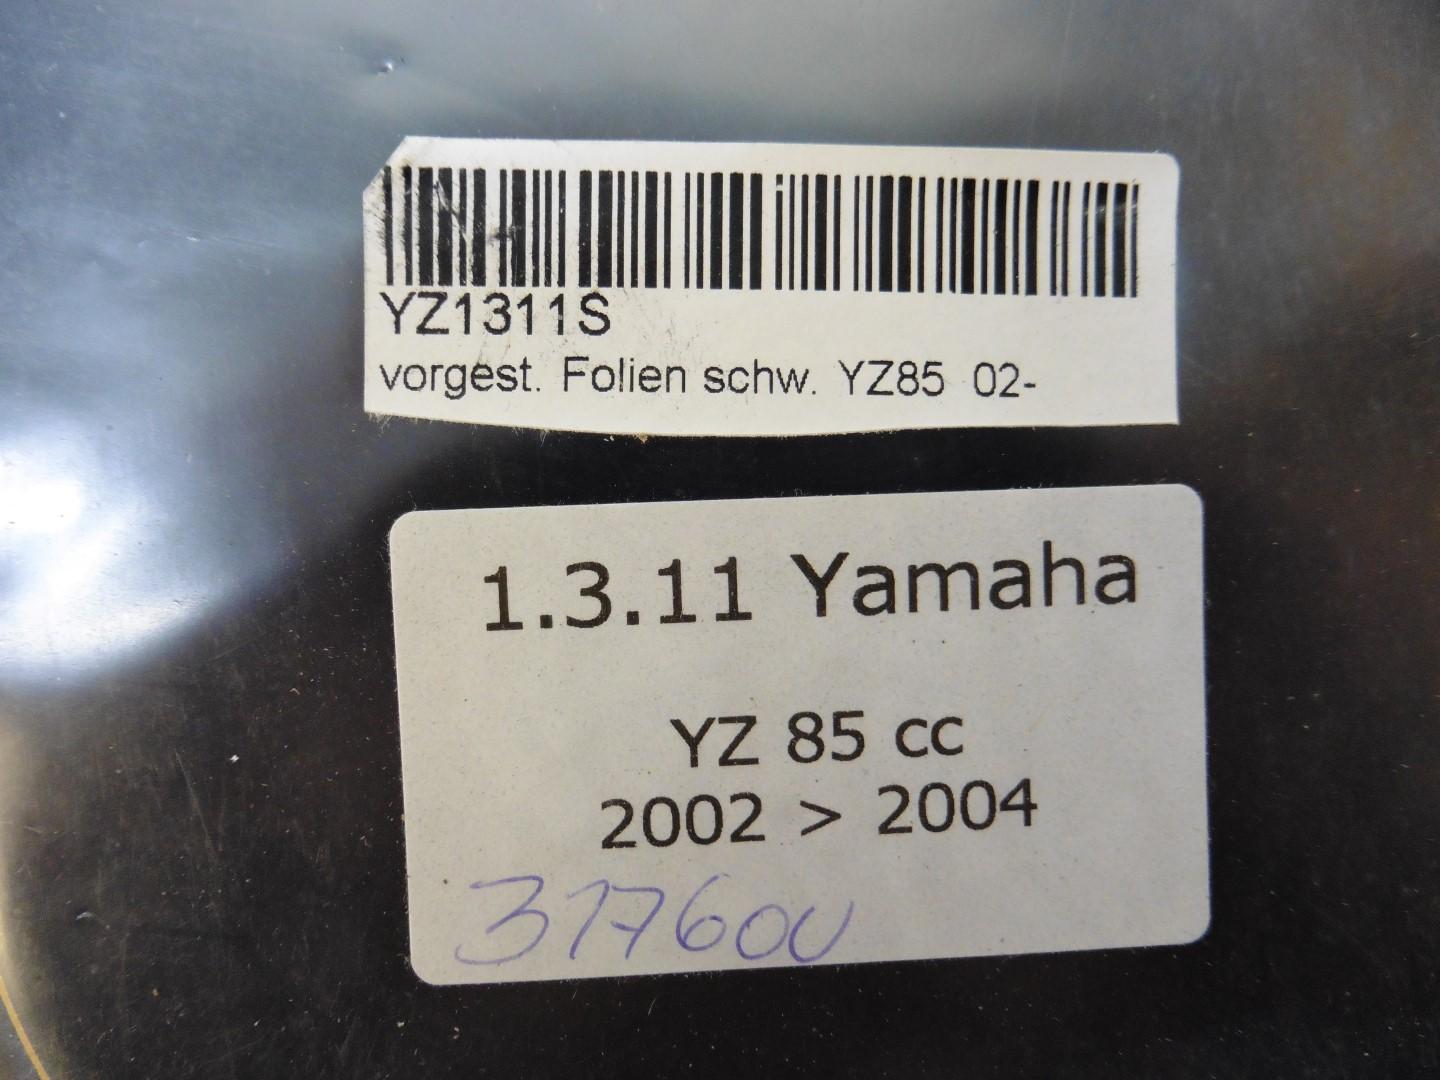 YZ1311S
vorgest. Folien schw. YZ85 02-
1.3.11 Yamaha
YZ 85 cc
2002 > 2004
317600